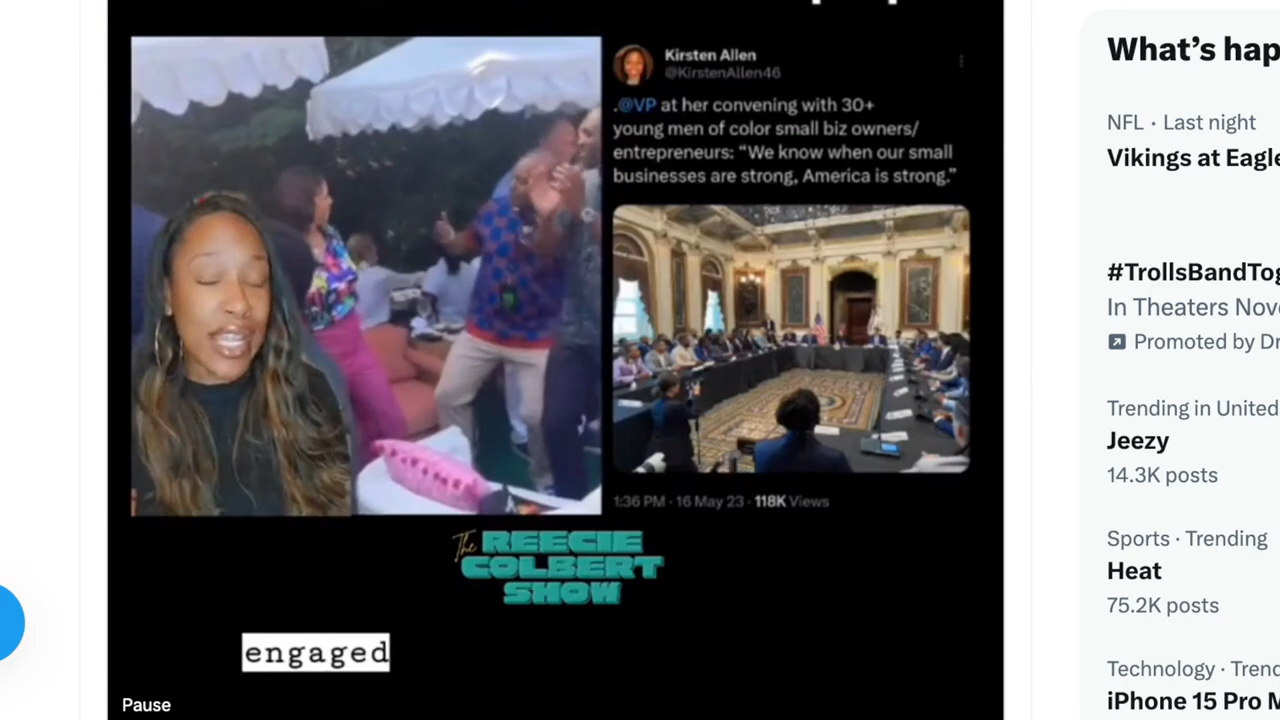 Kirsten Allen
@KirstenAllen46
.@VP at her convening with 30+
young men of color small biz owners/
entrepreneurs: “We know when our small
businesses are strong, America is strong.”
1:36 PM · 16 May 23 · 118K Views
The REECIE
COLBERT
SHOW
engaged
Pause
What’s hap
NFL · Last night
Vikings at Eagle
#TrollsBandTog
In Theaters Nov
Promoted by Dr
Trending in United
Jeezy
14.3K posts
Sports · Trending
Heat
75.2K posts
Technology · Trend
iPhone 15 Pro M